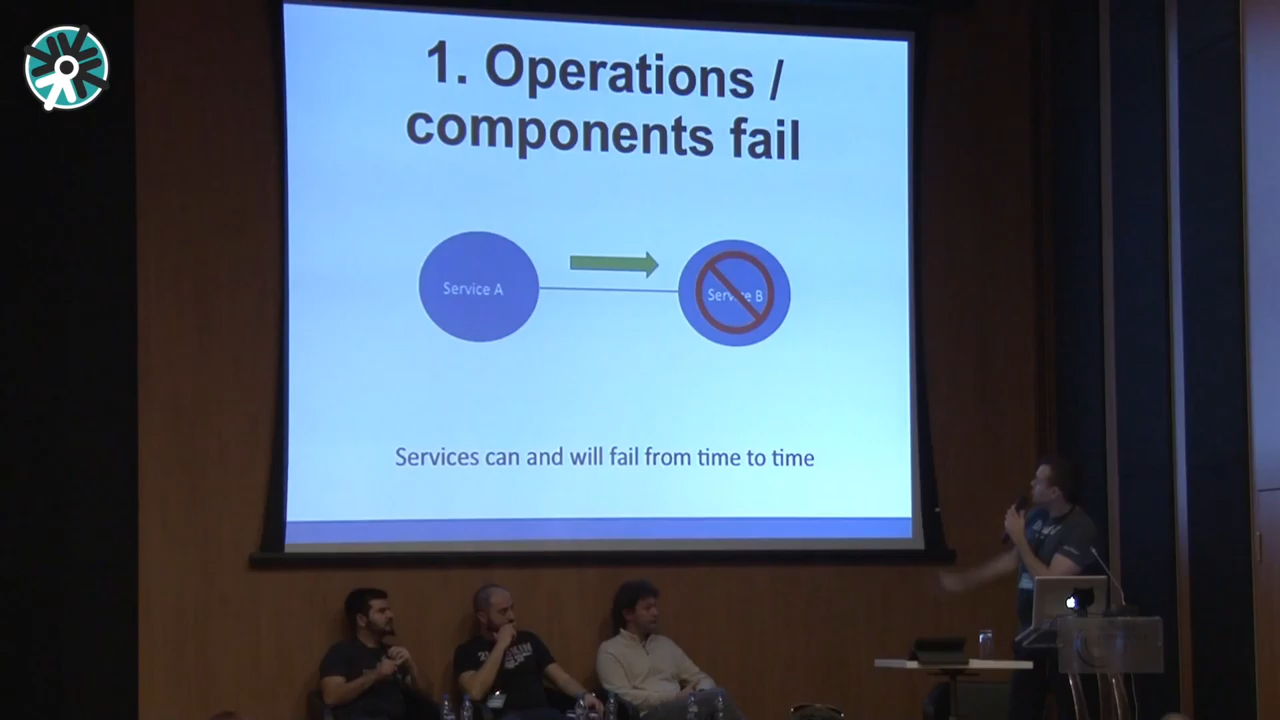 1. Operations /
components fail
Service A
Service B
Services can and will fail from time to time